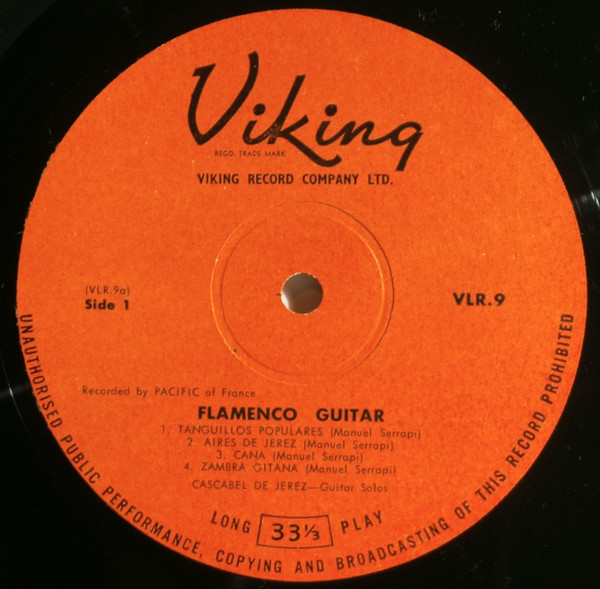 Viking
REGD. TRADE MARK
VIKING RECORD COMPANY LTD.
(VLR.9a)
Side 1
VLR.9
Recorded by PACIFIC of France
FLAMENCO GUITAR
1. TANGUILLOS POPULARES (Manuel Serrapi)
2. AIRES DE JEREZ (Manuel Serrapi)
3. CANA (Manuel Serrapi)
4. ZAMBRA GITANA (Manuel Serrapi)
CASCABEL DE JEREZ—Guitar Solos
LONG 33⅓ PLAY
UNAUTHORISED PUBLIC PERFORMANCE, COPYING AND BROADCASTING OF THIS RECORD PROHIBITED